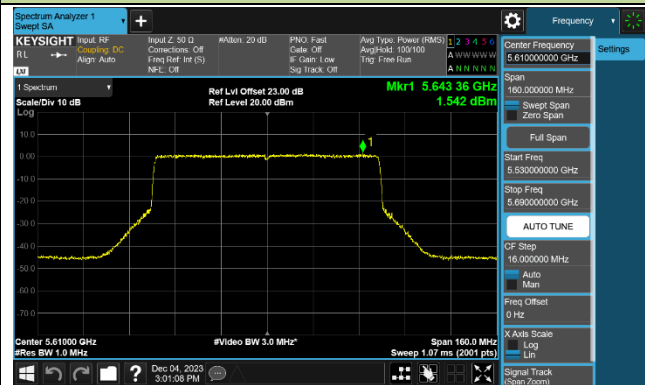 Spectrum Analyzer 1
Swept SA
+
Frequency
KEYSIGHT
RL
LXI
Input: RF
Coupling: DC
Align: Auto
Input Z: 50 Ω
Corrections: Off
Freq Ref: Int (S)
NFE: Off
#Atten: 20 dB
PNO: Fast
Gate: Off
IF Gain: Low
Sig Track: Off
Avg Type: Power (RMS)
Avg|Hold: 100/100
Trig: Free Run
1 2 3 4 5 6
A W W W W W
A N N N N N
1 Spectrum
Scale/Div 10 dB
Log
Ref Lvl Offset 23.00 dB
Ref Level 20.00 dBm
Mkr1 5.643 36 GHz
1.542 dBm
10.0
0.00
-10.0
-20.0
-30.0
-40.0
-50.0
-60.0
-70.0
1
Center 5.61000 GHz
#Res BW 1.0 MHz
#Video BW 3.0 MHz*
Span 160.0 MHz
Sweep 1.07 ms (2001 pts)
?
Dec 04, 2023
3:01:08 PM
Center Frequency
5.610000000 GHz
Settings
Span
160.000000 MHz
Swept Span
Zero Span
Full Span
Start Freq
5.530000000 GHz
Stop Freq
5.690000000 GHz
AUTO TUNE
CF Step
16.000000 MHz
Auto
Man
Freq Offset
0 Hz
X Axis Scale
Log
Lin
Signal Track
(Span Zoom)